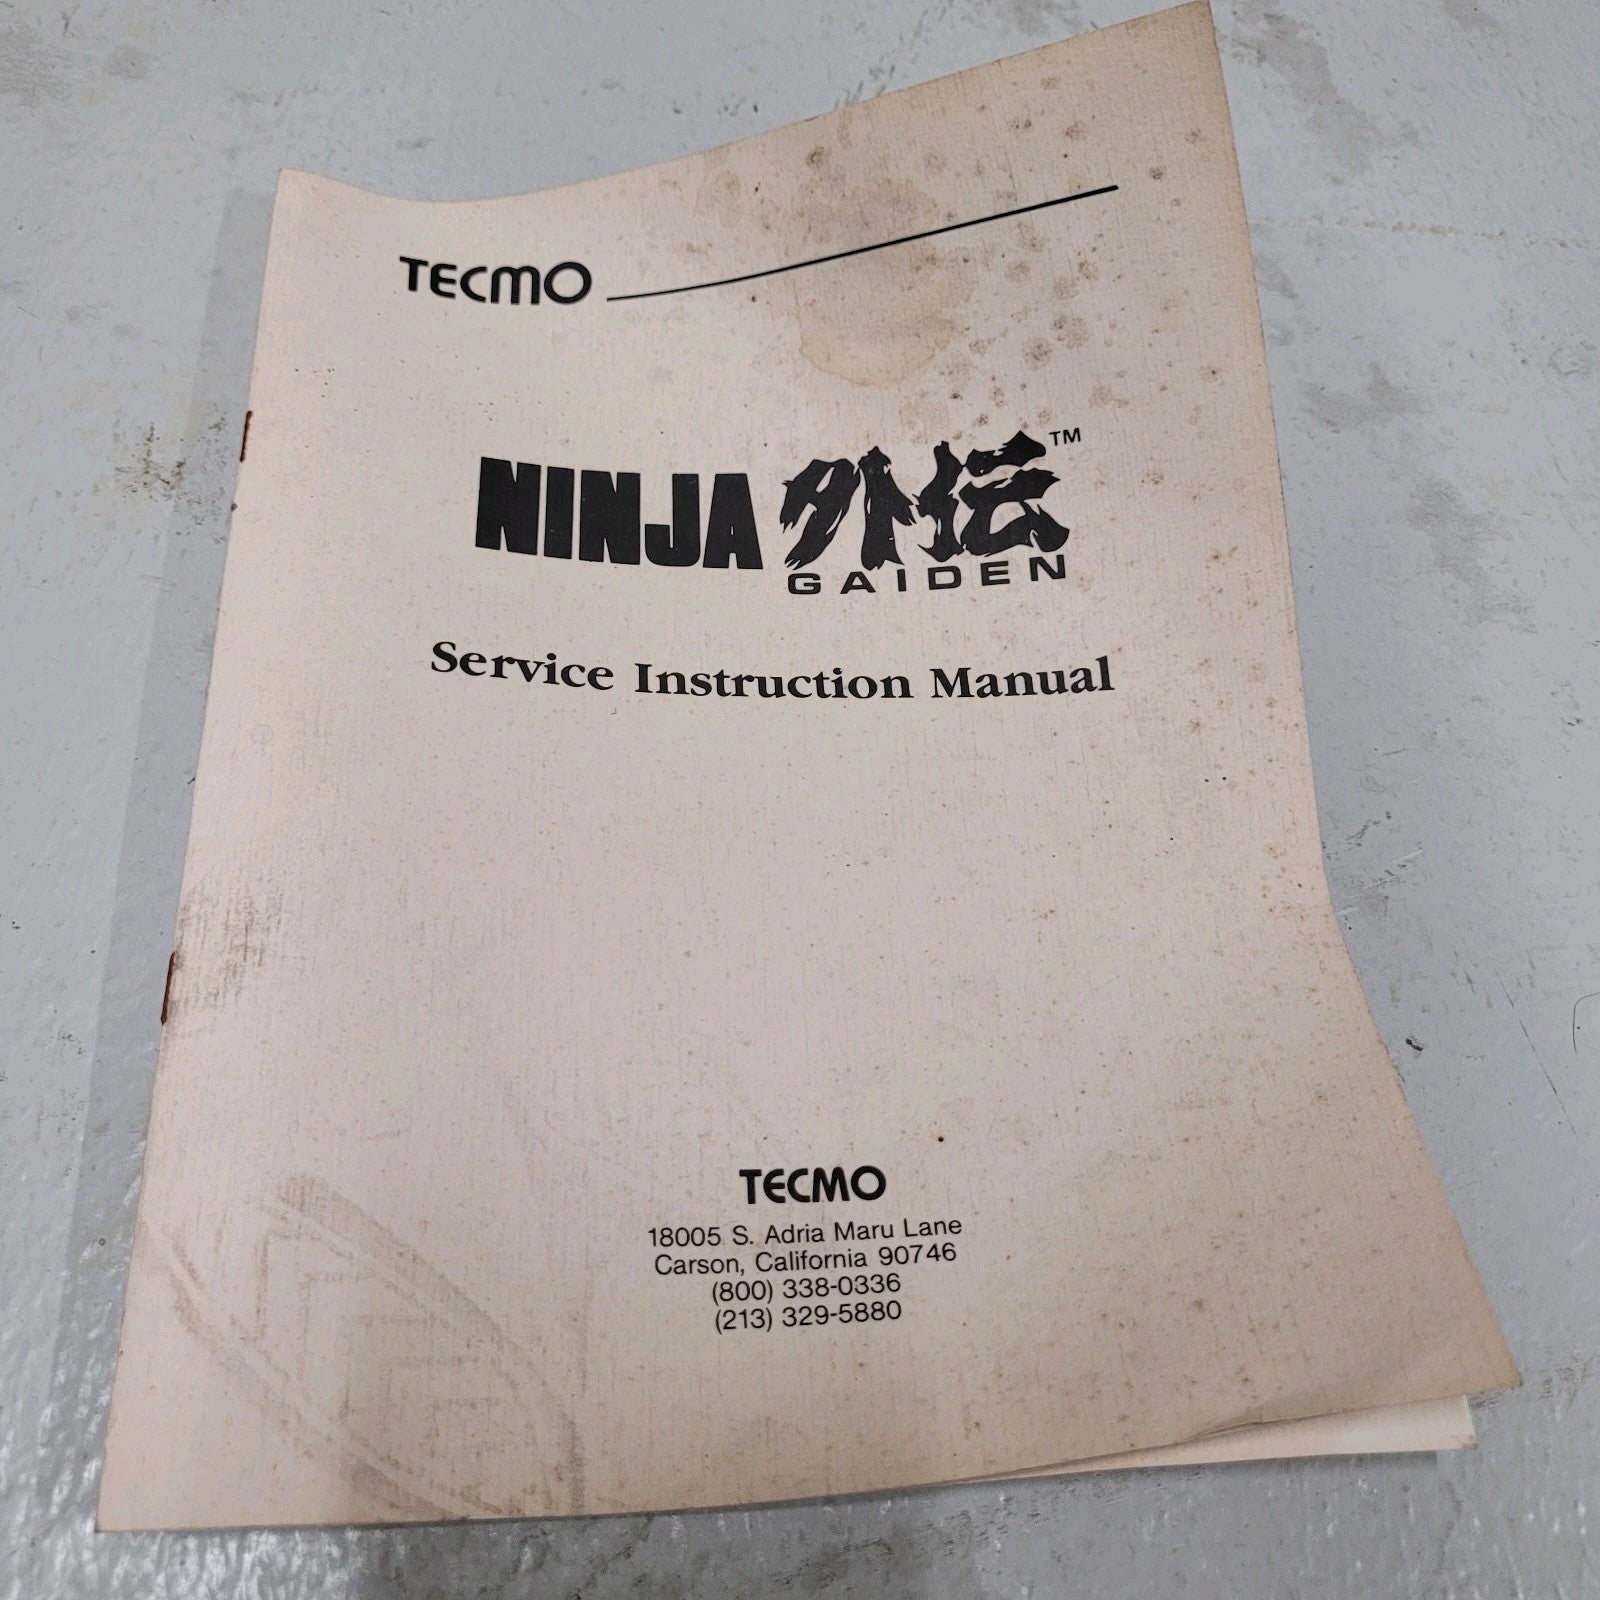 TECMO
NINJA 外伝™
GAIDEN
Service Instruction Manual
TECMO
18005 S. Adria Maru Lane
Carson, California 90746
(800) 338-0336
(213) 329-5880